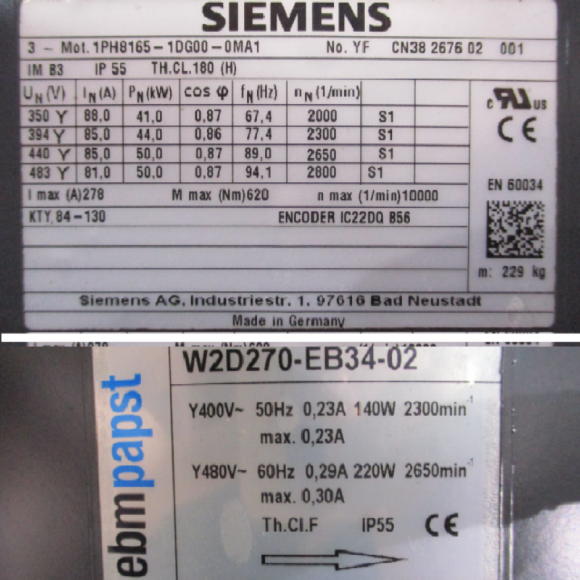 SIEMENS
3 ~ Mot. 1PH8165-1DG00-0MA1 No. YF CN38 2676 02 001
IM B3 IP 55 TH.CL.180 (H)
UN (V) IN (A) PN (kW) cos φ fN (Hz) nN (1/min)
350 Y 88,0 41,0 0,87 67,4 2000 S1
394 Y 85,0 44,0 0,86 77,4 2300 S1
440 Y 85,0 50,0 0,87 89,0 2650 S1
483 Y 81,0 50,0 0,87 94,1 2800 S1
I max (A)278 M max (Nm)620 n max (1/min)10000
KTY 84-130 ENCODER IC22DQ B56
c US
CE
EN 60034
m: 229 kg
Siemens AG, Industriestr. 1, 97616 Bad Neustadt
Made in Germany
ebmpapst
W2D270-EB34-02
Y400V~ 50Hz 0,23A 140W 2300min⁻¹
max. 0,23A
Y480V~ 60Hz 0,29A 220W 2650min⁻¹
max. 0,30A
Th.Cl.F IP55 CE